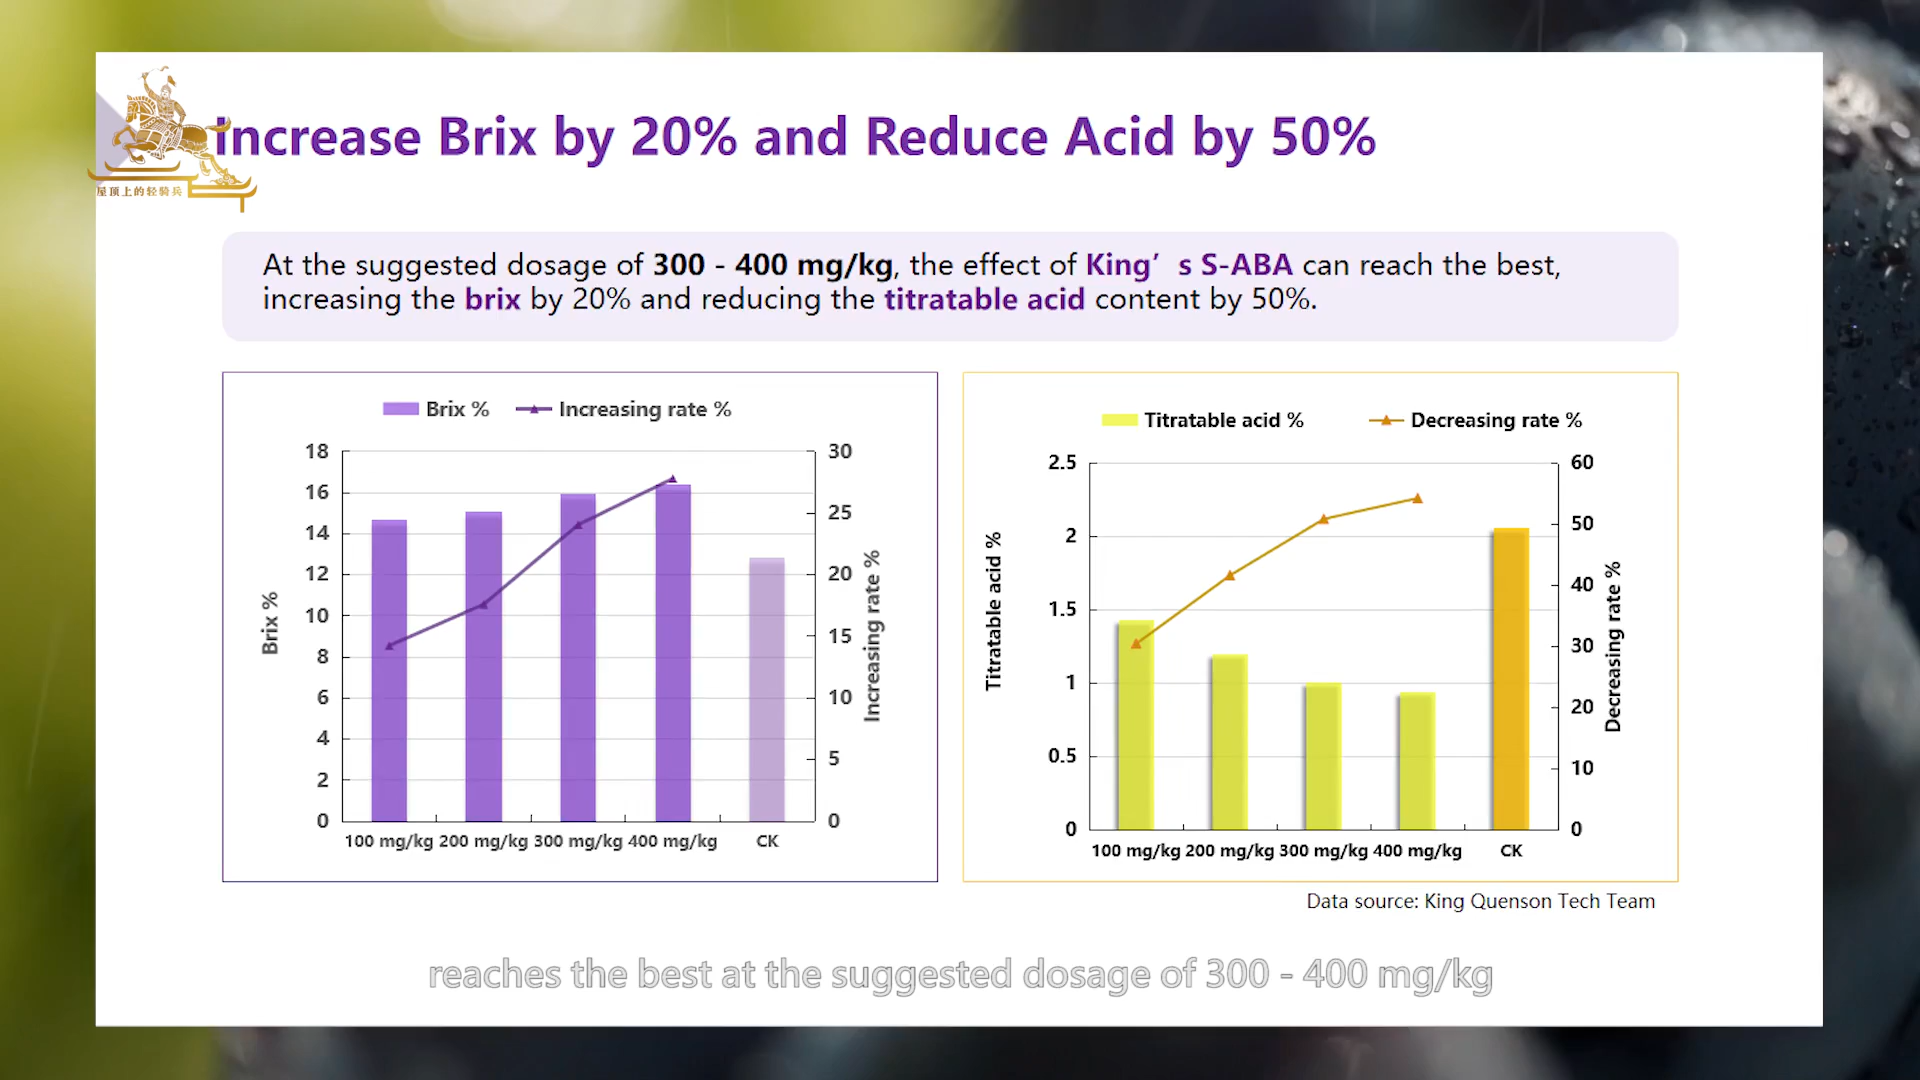 屋顶上的轻骑兵
Increase Brix by 20% and Reduce Acid by 50%
At the suggested dosage of 300 - 400 mg/kg, the effect of King’s S-ABA can reach the best,
increasing the brix by 20% and reducing the titratable acid content by 50%.
Brix % Increasing rate %
18
16
14
12
10
8
6
4
2
0
Brix %
30
25
20
15
10
5
0
Increasing rate %
100 mg/kg 200 mg/kg 300 mg/kg 400 mg/kg CK
Titratable acid % Decreasing rate %
2.5
2
1.5
1
0.5
0
Titratable acid %
60
50
40
30
20
10
0
Decreasing rate %
100 mg/kg 200 mg/kg 300 mg/kg 400 mg/kg CK
Data source: King Quenson Tech Team
reaches the best at the suggested dosage of 300 - 400 mg/kg